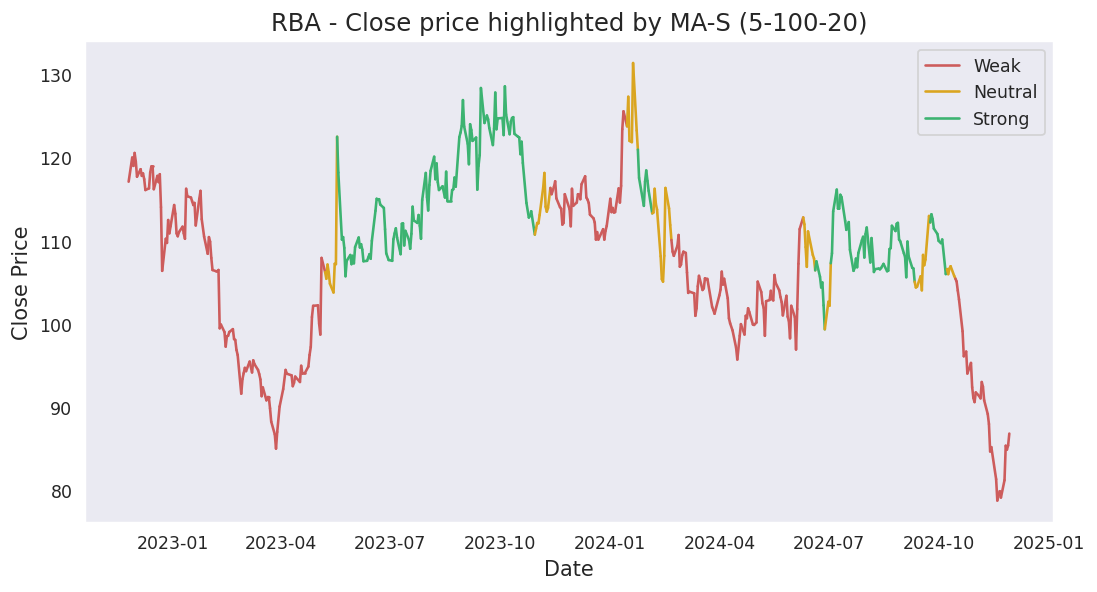 RBA - Close price highlighted by MA-S (5-100-20)
Weak
Neutral
Strong
Close Price
130
120
110
100
90
80
2023-01
2023-04
2023-07
2023-10
2024-01
2024-04
2024-07
2024-10
2025-01
Date